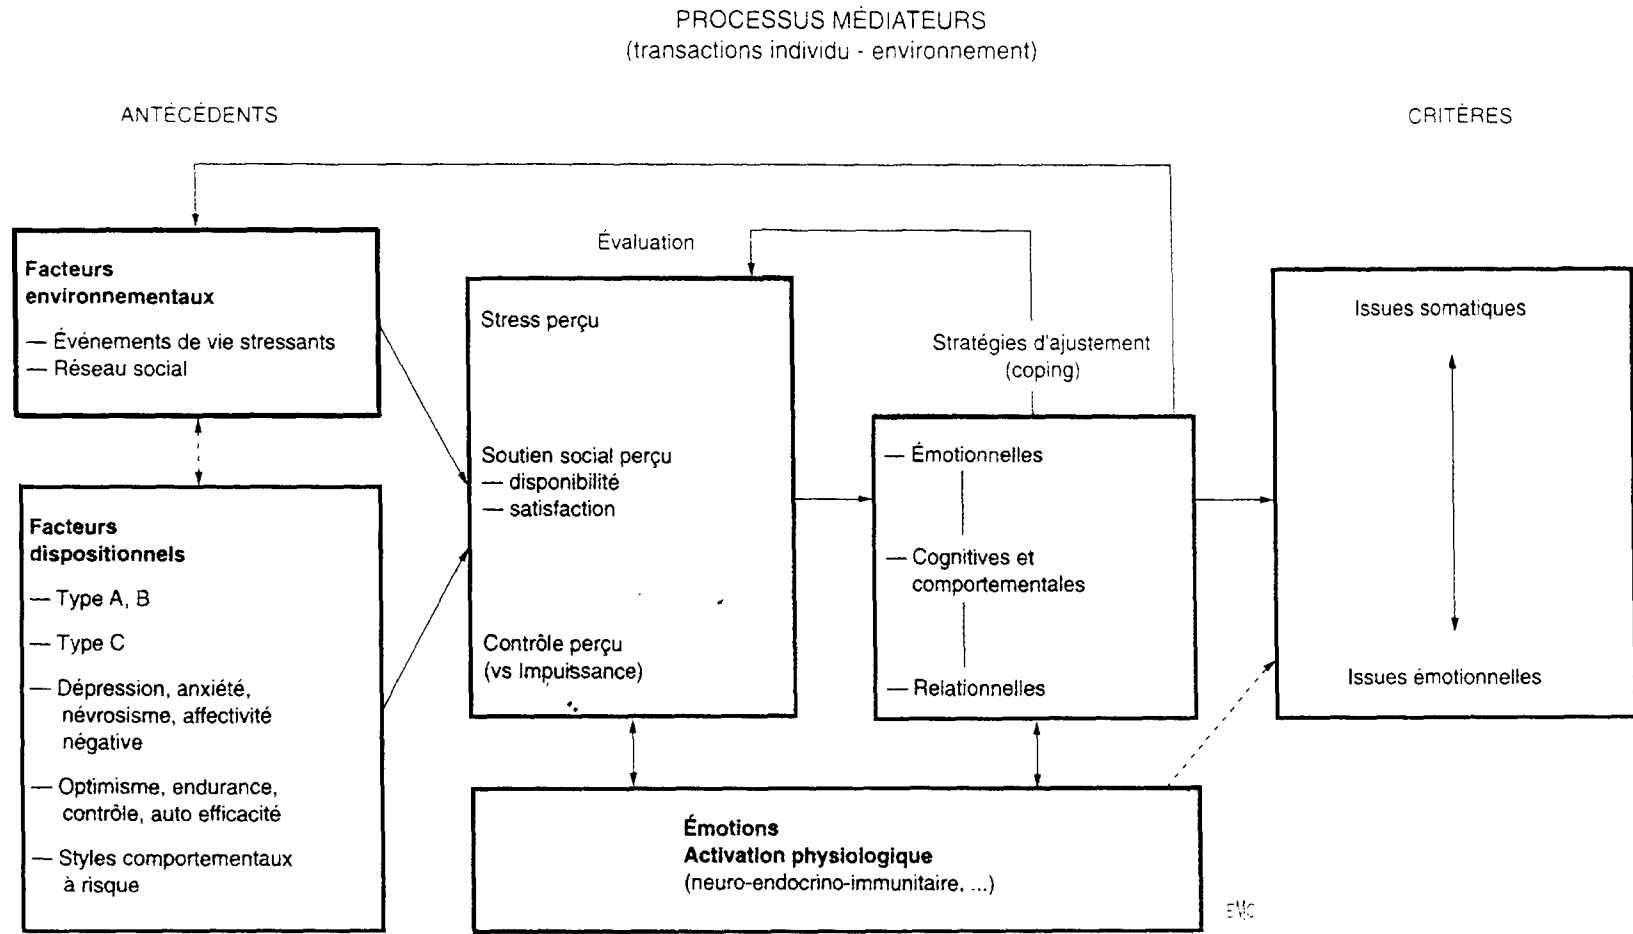 PROCESSUS MÉDIATEURS
(transactions individu - environnement)
ANTÉCÉDENTS
CRITÈRES
Facteurs
environnementaux
— Événements de vie stressants
— Réseau social
Facteurs
dispositionnels
— Type A, B
— Type C
— Dépression, anxiété,
névrosisme, affectivité
négative
— Optimisme, endurance,
contrôle, auto efficacité
— Styles comportementaux
à risque
Évaluation
Stress perçu
Soutien social perçu
— disponibilité
— satisfaction
Contrôle perçu
(vs Impuissance)
Stratégies d'ajustement
(coping)
— Émotionnelles
— Cognitives et
comportementales
— Relationnelles
Émotions
Activation physiologique
(neuro-endocrino-immunitaire, ...)
Issues somatiques
Issues émotionnelles
EMC